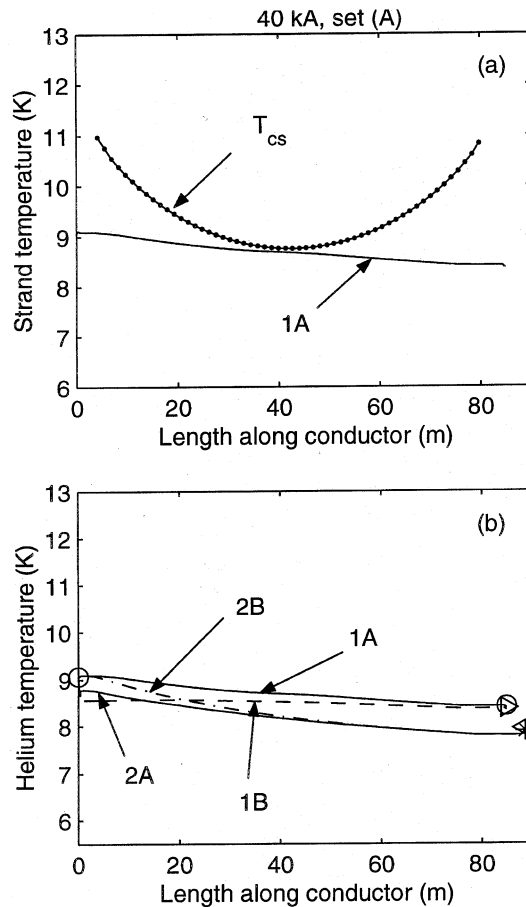 40 kA, set (A)
(a)
13
12
11
10
9
8
7
6
T_cs
1A
0 20 40 60 80
Strand temperature (K)
Length along conductor (m)
(b)
13
12
11
10
9
8
7
6
2B
1A
2A
1B
0 20 40 60 80
Helium temperature (K)
Length along conductor (m)